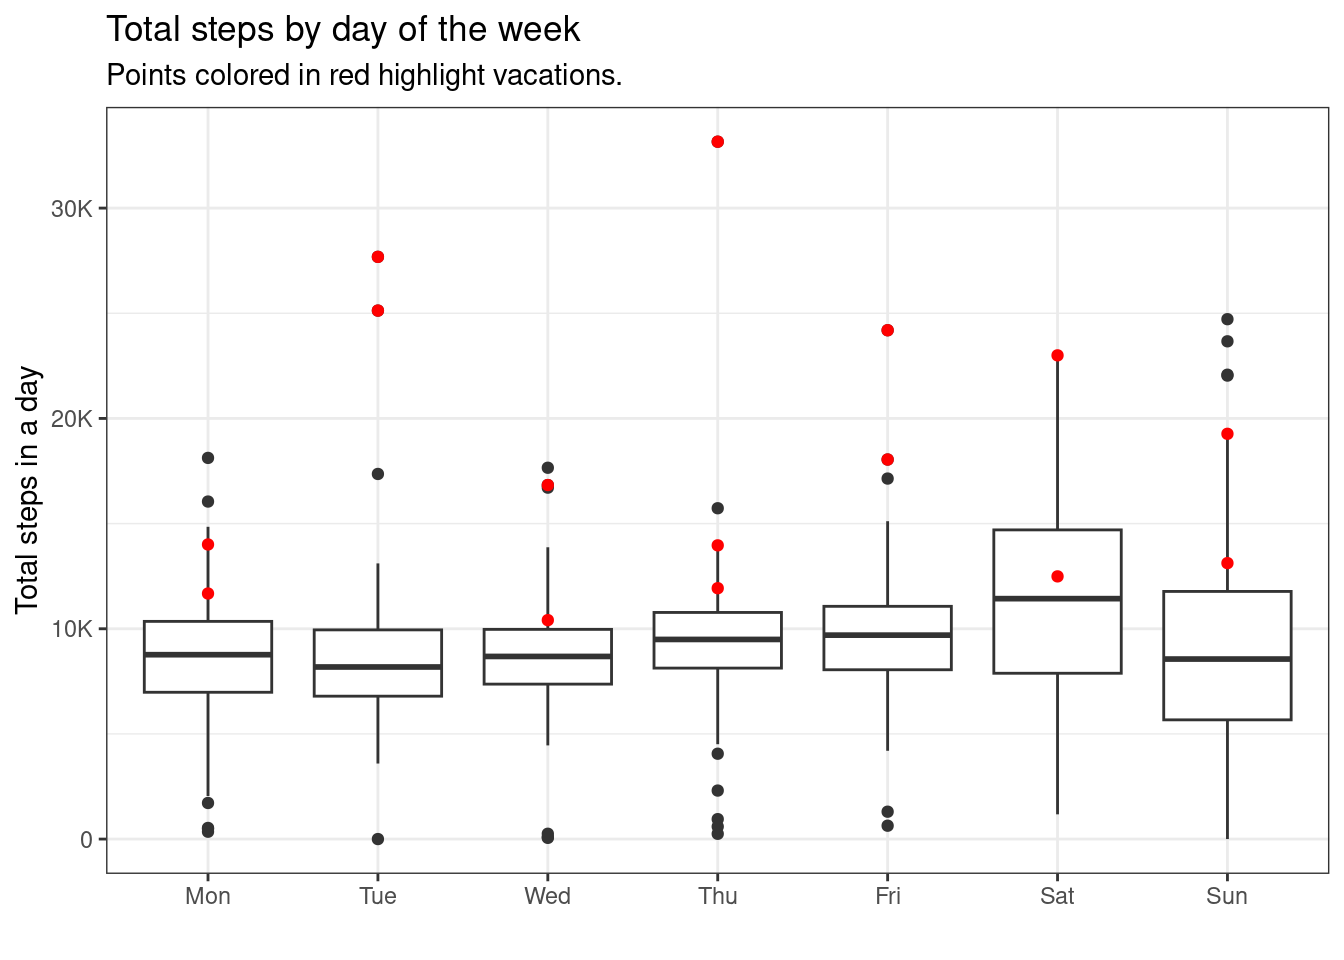 Total steps by day of the week
Points colored in red highlight vacations.
Total steps in a day
30K
20K
10K
0
Mon Tue Wed Thu Fri Sat Sun